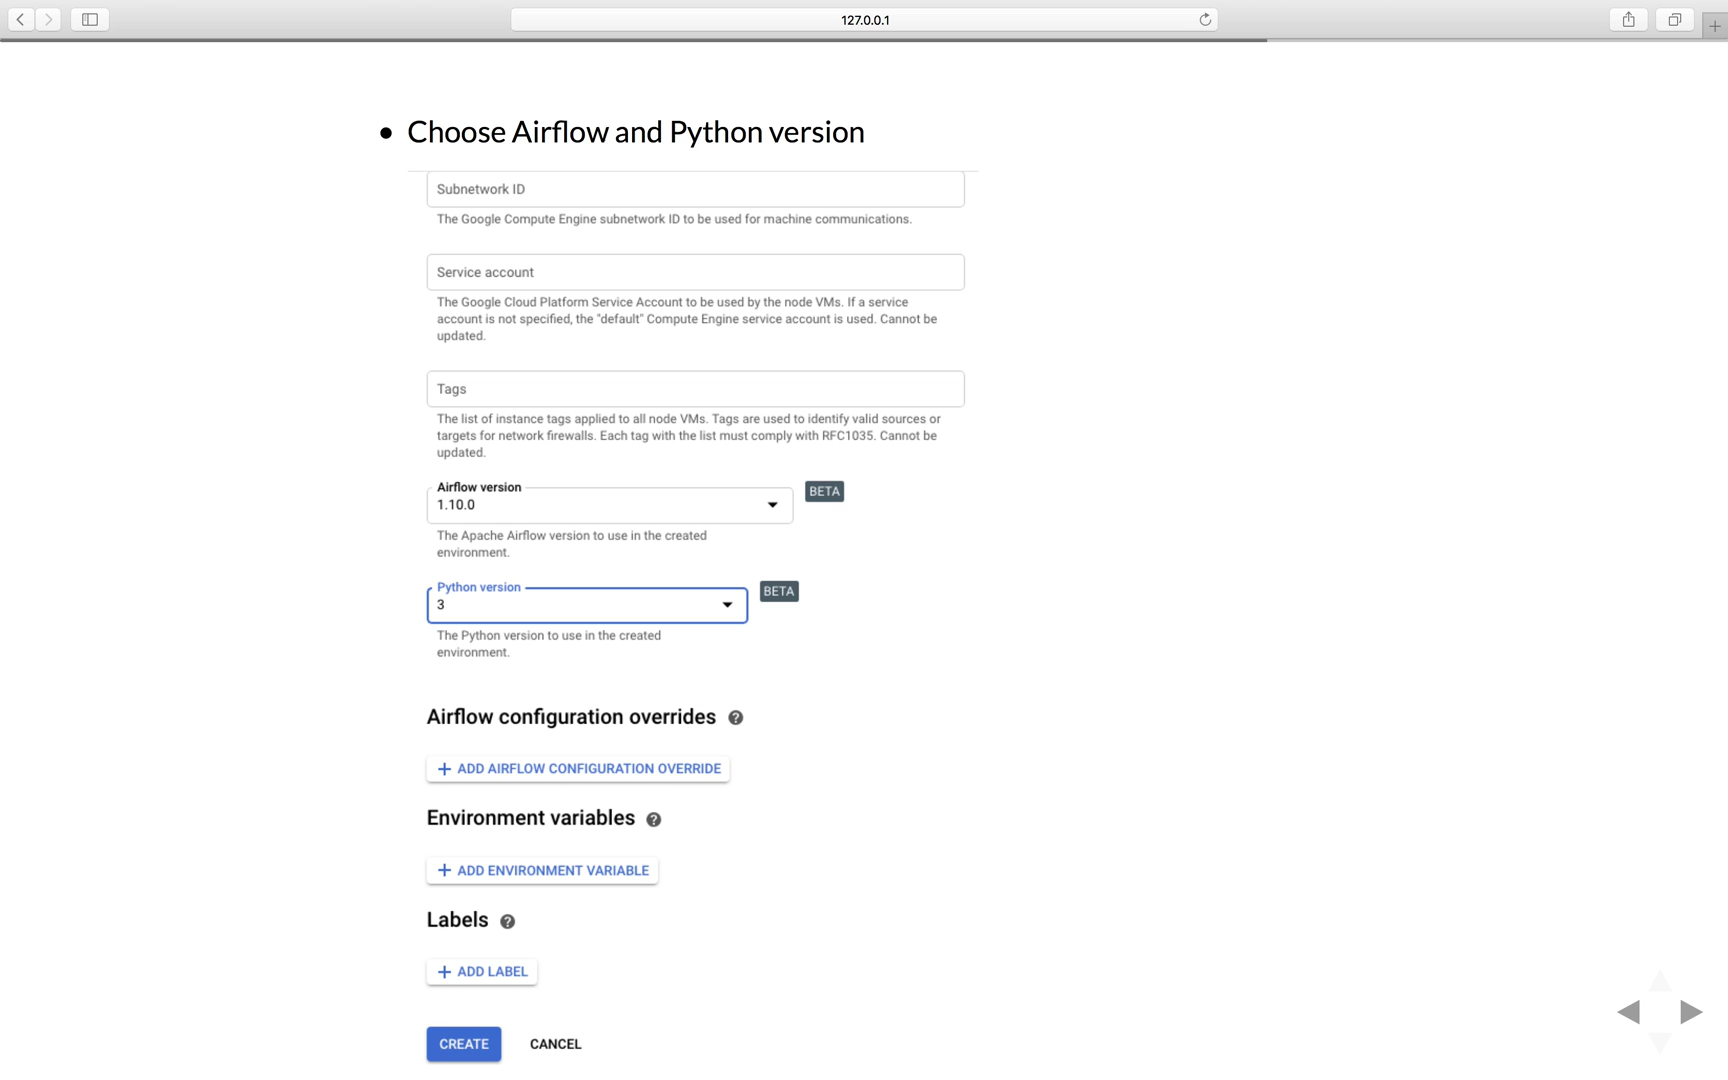 127.0.0.1
Choose Airflow and Python version
Subnetwork ID
The Google Compute Engine subnetwork ID to be used for machine communications.
Service account
The Google Cloud Platform Service Account to be used by the node VMs. If a service
account is not specified, the "default" Compute Engine service account is used. Cannot be
updated.
Tags
The list of instance tags applied to all node VMs. Tags are used to identify valid sources or
targets for network firewalls. Each tag with the list must comply with RFC1035. Cannot be
updated.
Airflow version
BETA
1.10.0
The Apache Airflow version to use in the created
environment.
Python version
BETA
3
The Python version to use in the created
environment.
Airflow configuration overrides
ADD AIRFLOW CONFIGURATION OVERRIDE
Environment variables
ADD ENVIRONMENT VARIABLE
Labels
ADD LABEL
CREATE CANCEL